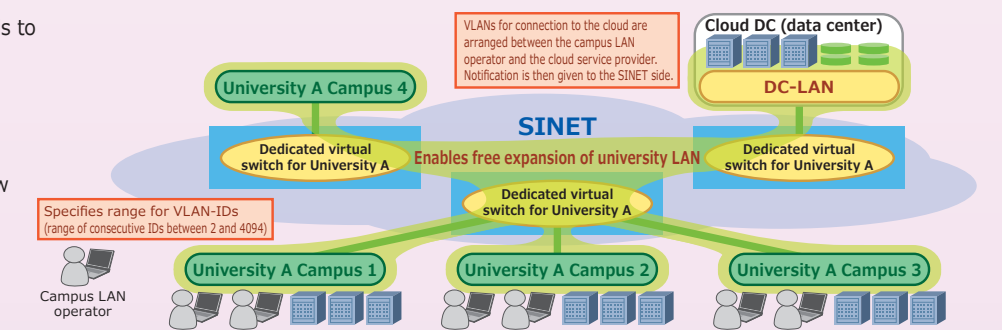 s to
VLANs for connection to the cloud are
arranged between the campus LAN
operator and the cloud service provider.
Notification is then given to the SINET side.
Cloud DC (data center)
DC-LAN
University A Campus 4
SINET
Dedicated virtual
switch for University A
Enables free expansion of university LAN
Dedicated virtual
switch for University A
Dedicated virtual
switch for University A
w
Specifies range for VLAN-IDs
(range of consecutive IDs between 2 and 4094)
Campus LAN
operator
University A Campus 1
University A Campus 2
University A Campus 3